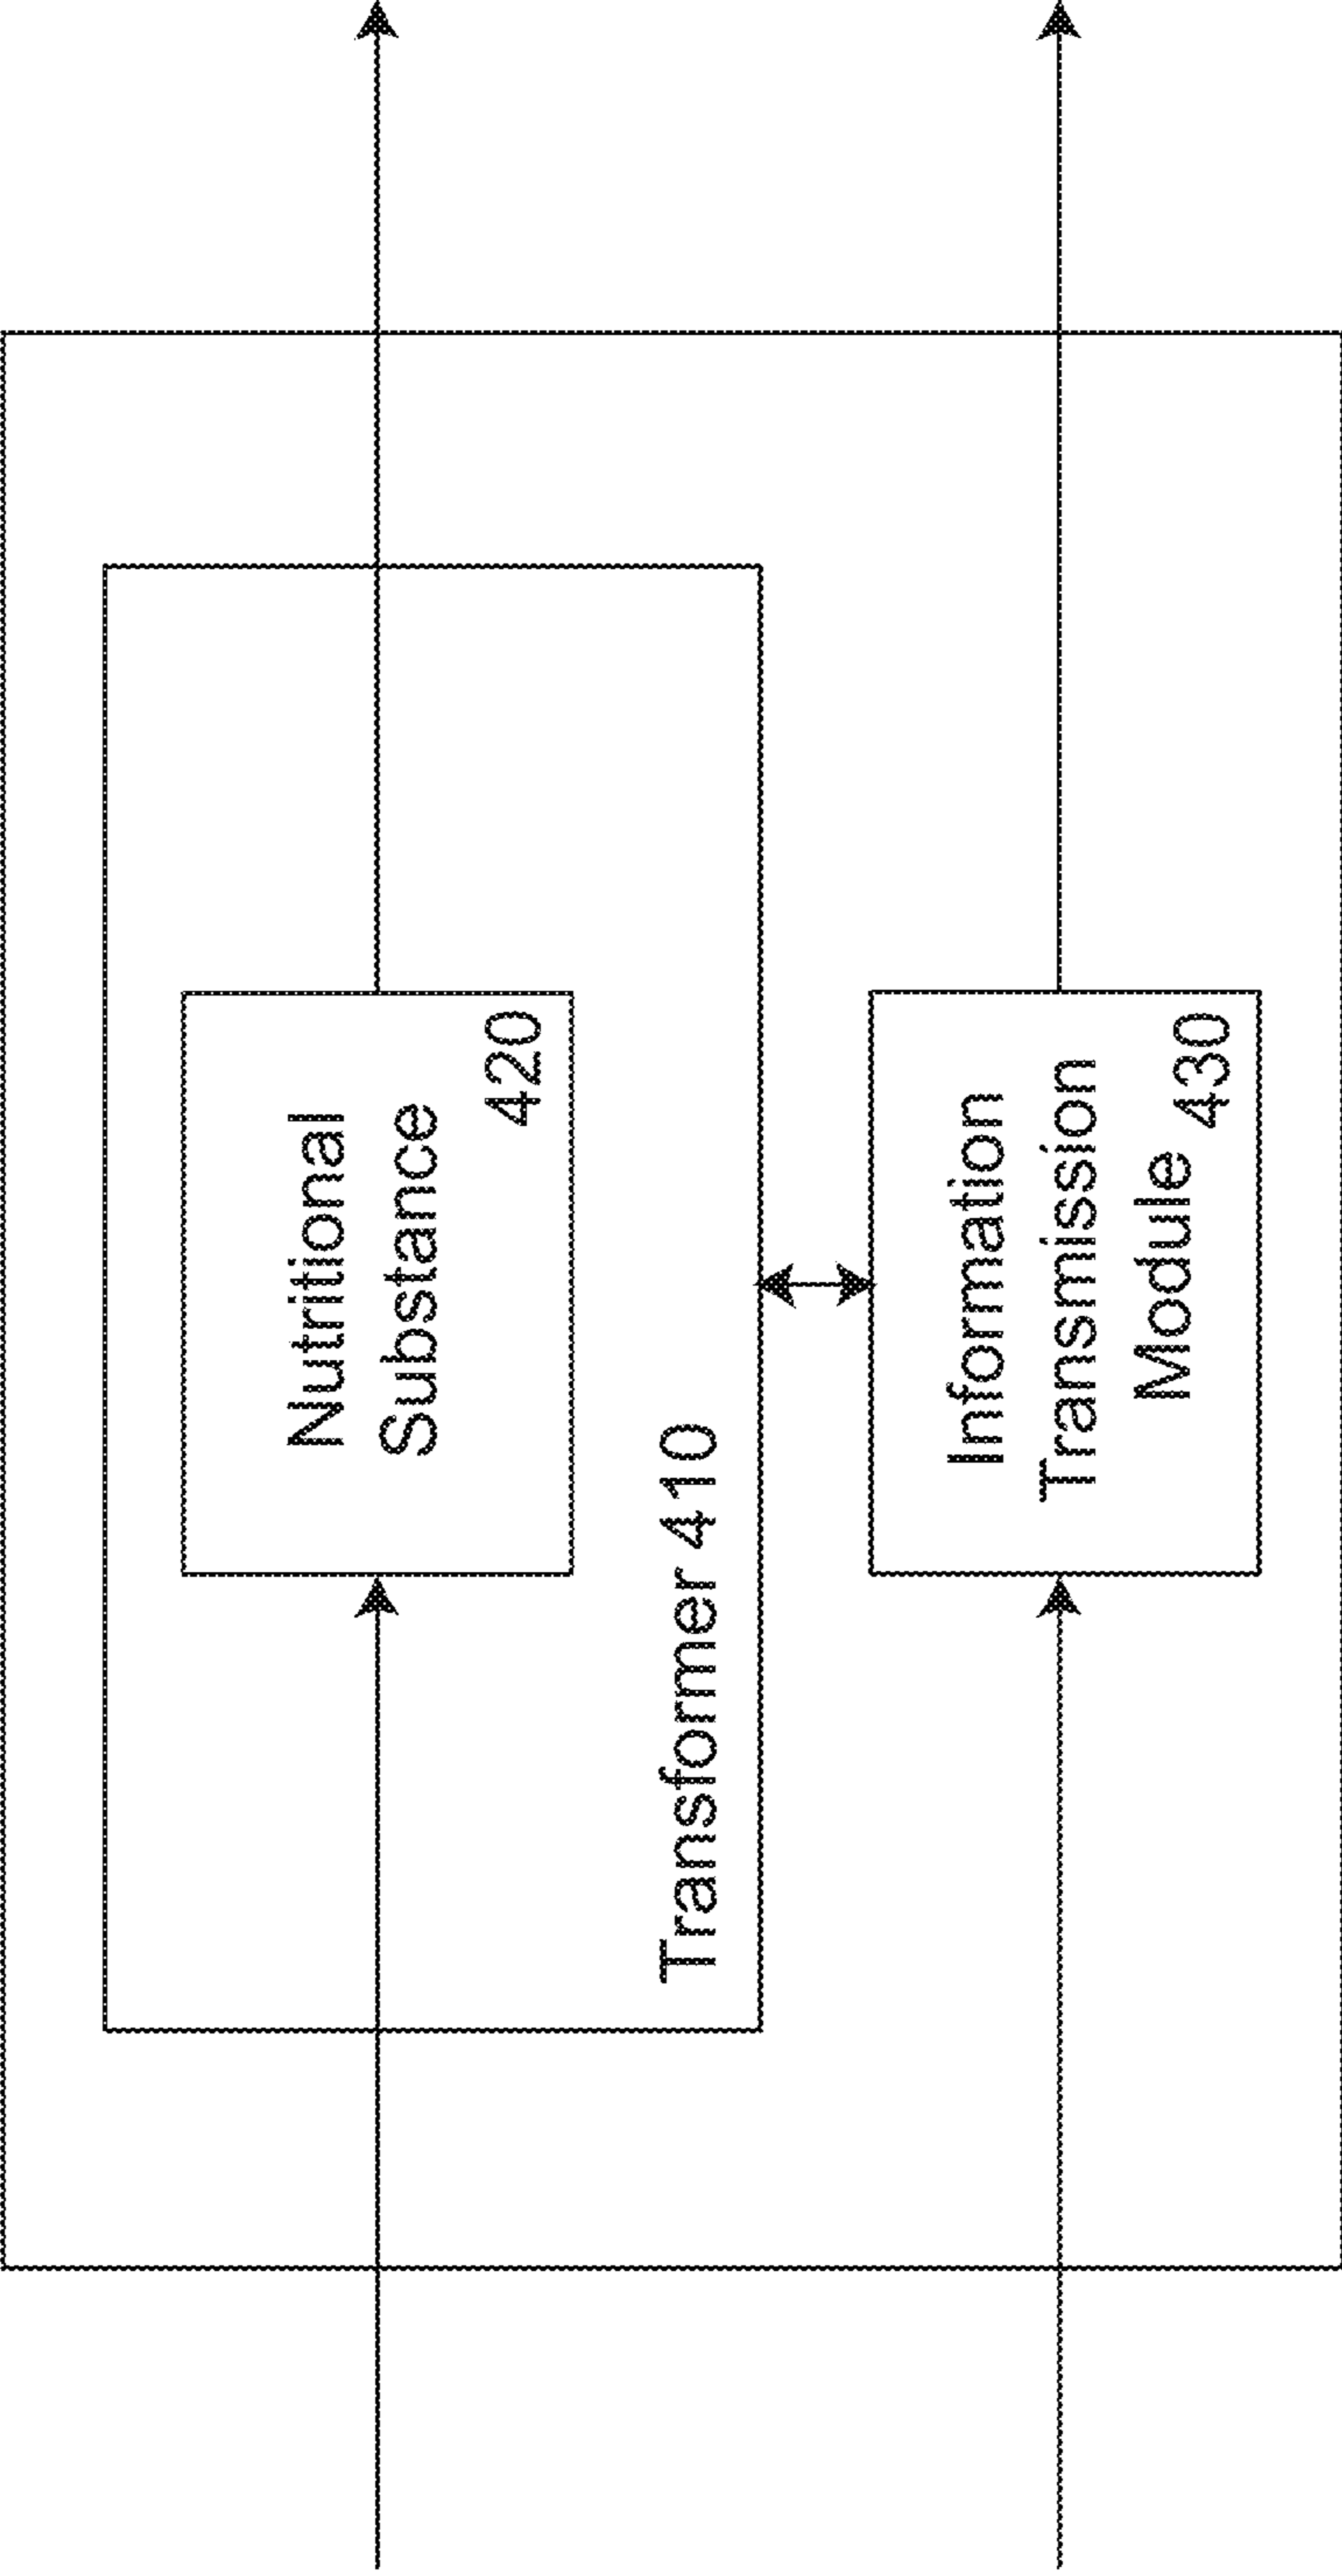 Nutritional
Substance
420
Transformer 410
Information
Transmission
Module
430